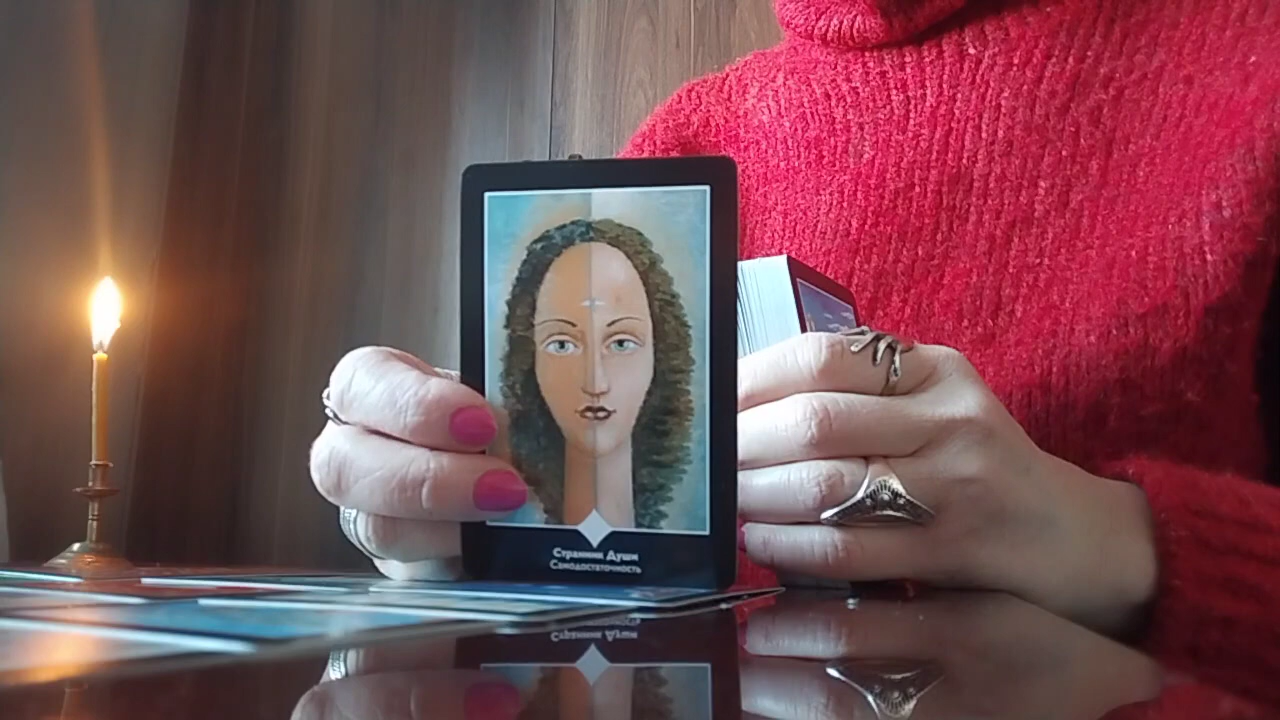 Странник Души
Самодостаточность